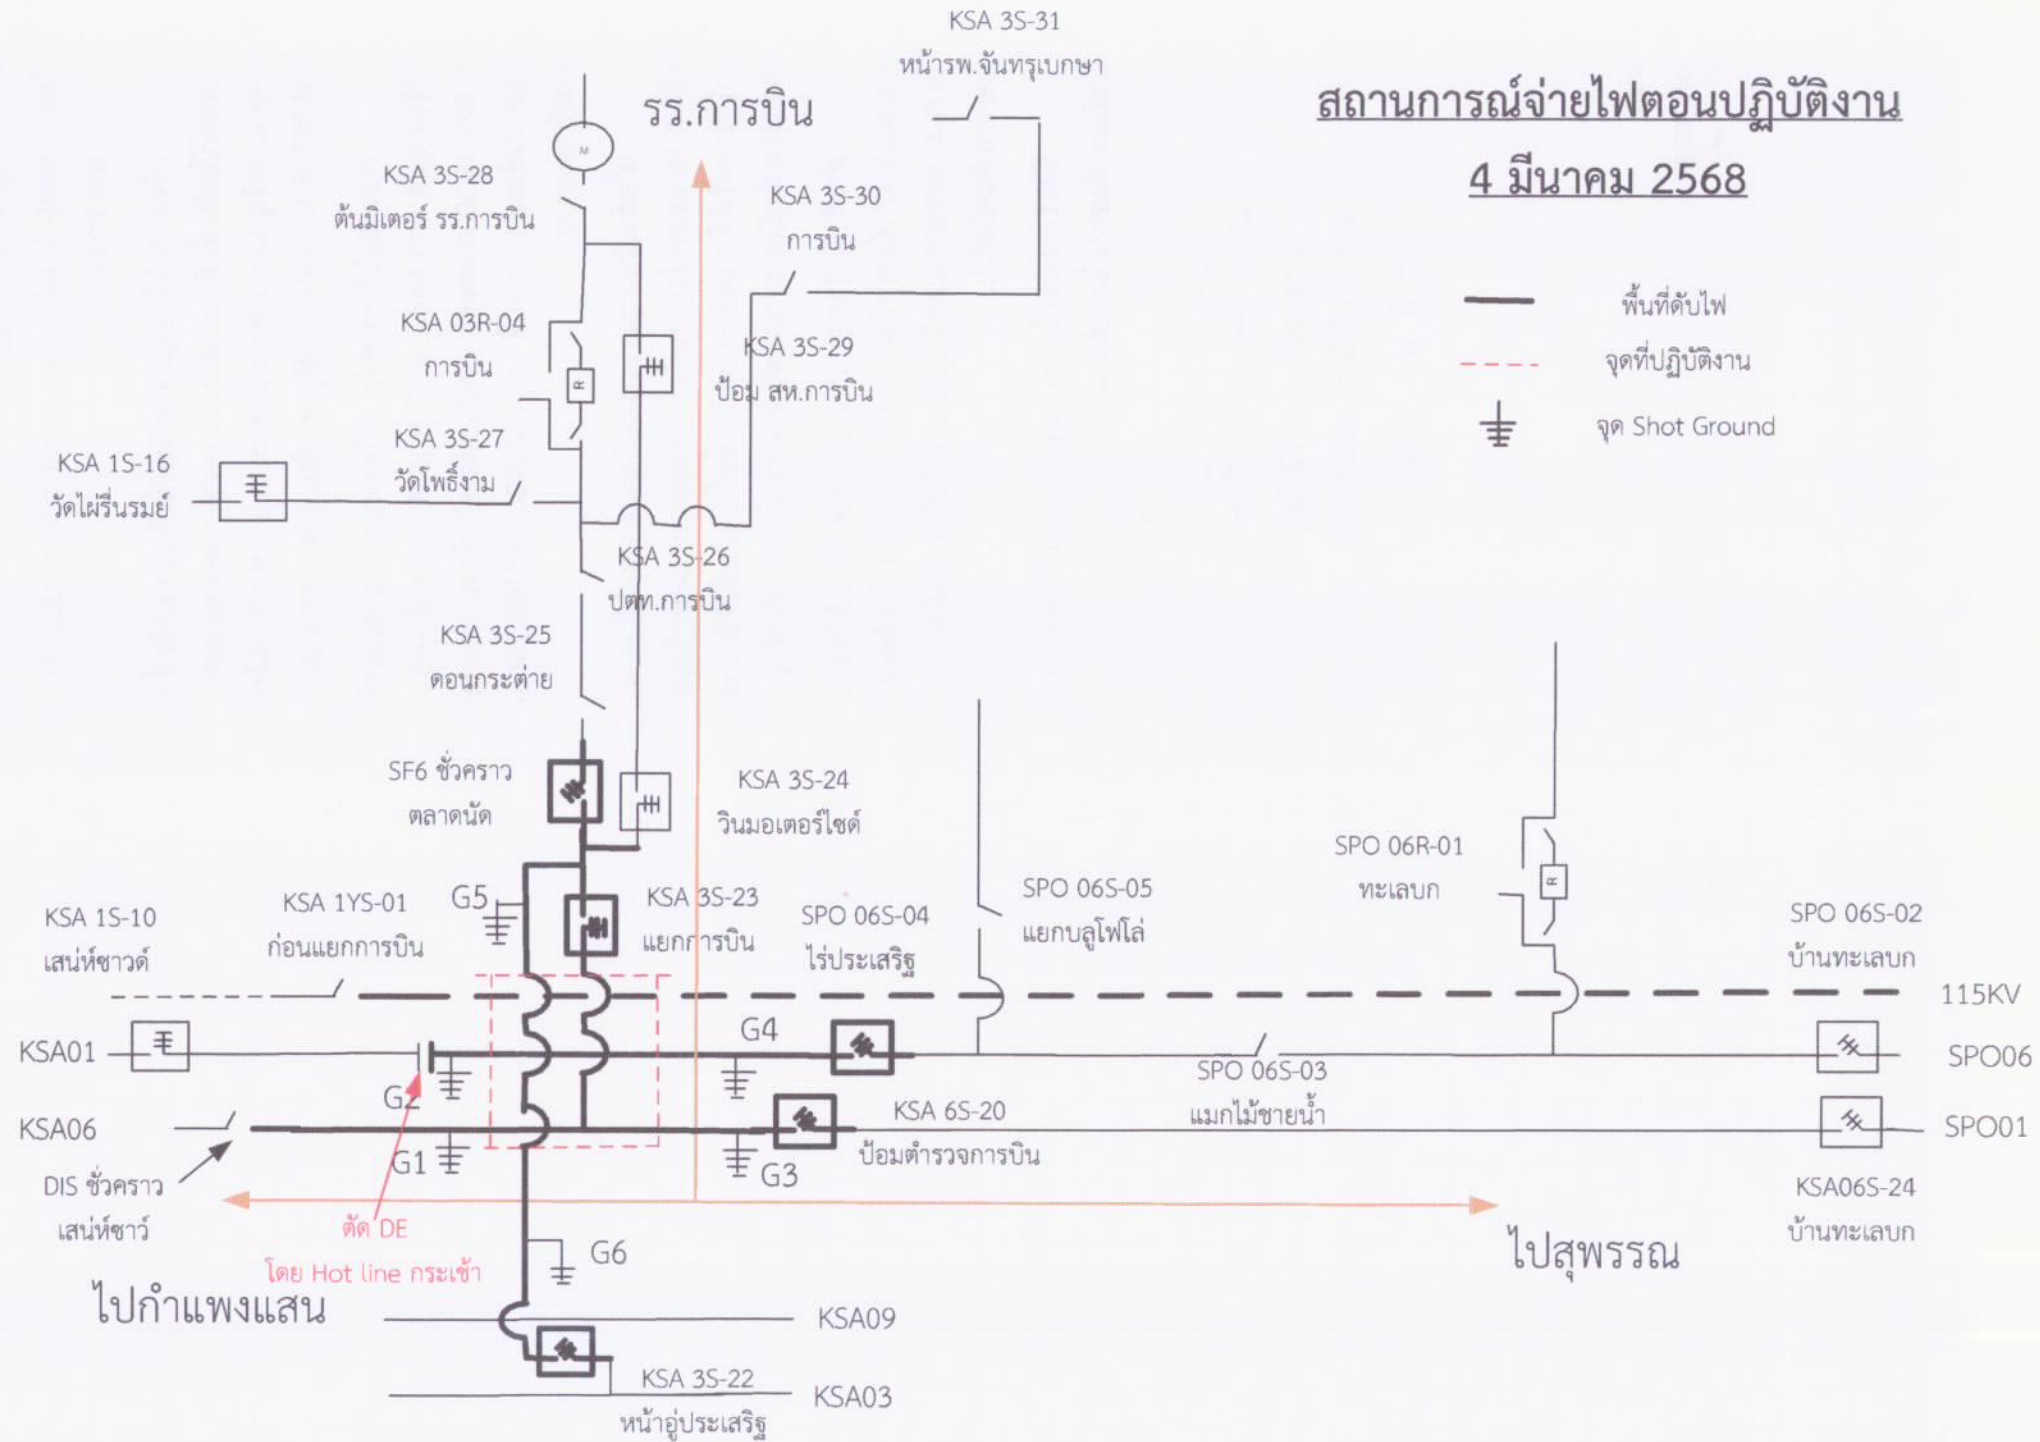 KSA 3S-31
หน้ารพ.จันทรุเบกษา
สถานการณ์จ่ายไฟตอนปฏิบัติงาน
4 มีนาคม 2568
รร.การบิน
M
KSA 3S-28
ต้นมิเตอร์ รร.การบิน
KSA 3S-30
การบิน
พื้นที่ดับไฟ
จุดที่ปฏิบัติงาน
จุด Shot Ground
KSA 03R-04
การบิน
R
KSA 3S-29
ป้อม สห.การบิน
KSA 3S-27
วัดโพธิ์งาม
KSA 1S-16
วัดไผ่รื่นรมย์
KSA 3S-26
ปตท.การบิน
KSA 3S-25
ดอนกระต่าย
SF6 ชั่วคราว
ตลาดนัด
KSA 3S-24
วินมอเตอร์ไซด์
SPO 06R-01
ทะเลบก
R
G5
KSA 3S-23
แยกการบิน
SPO 06S-04
ไร่ประเสริฐ
SPO 06S-05
แยกบลูโฟโล่
SPO 06S-02
บ้านทะเลบก
KSA 1S-10
เสน่ห์ซาวด์
KSA 1YS-01
ก่อนแยกการบิน
115KV
KSA01
G4
SPO06
G2
SPO 06S-03
แมกไม้ชายน้ำ
KSA06
KSA 6S-20
ป้อมตำรวจการบิน
SPO01
G1
G3
DIS ชั่วคราว
เสน่ห์ซาว์
KSA06S-24
บ้านทะเลบก
ตัด DE
โดย Hot line กระเช้า
G6
ไปสุพรรณ
ไปกำแพงแสน
KSA09
KSA 3S-22
หน้าอู่ประเสริฐ
KSA03